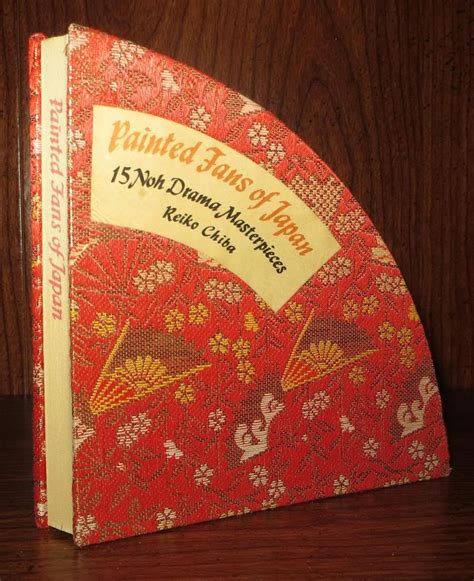 Painted Fans of Japan
Painted Fans of Japan
15 Noh Drama Masterpieces
Reiko Chiba